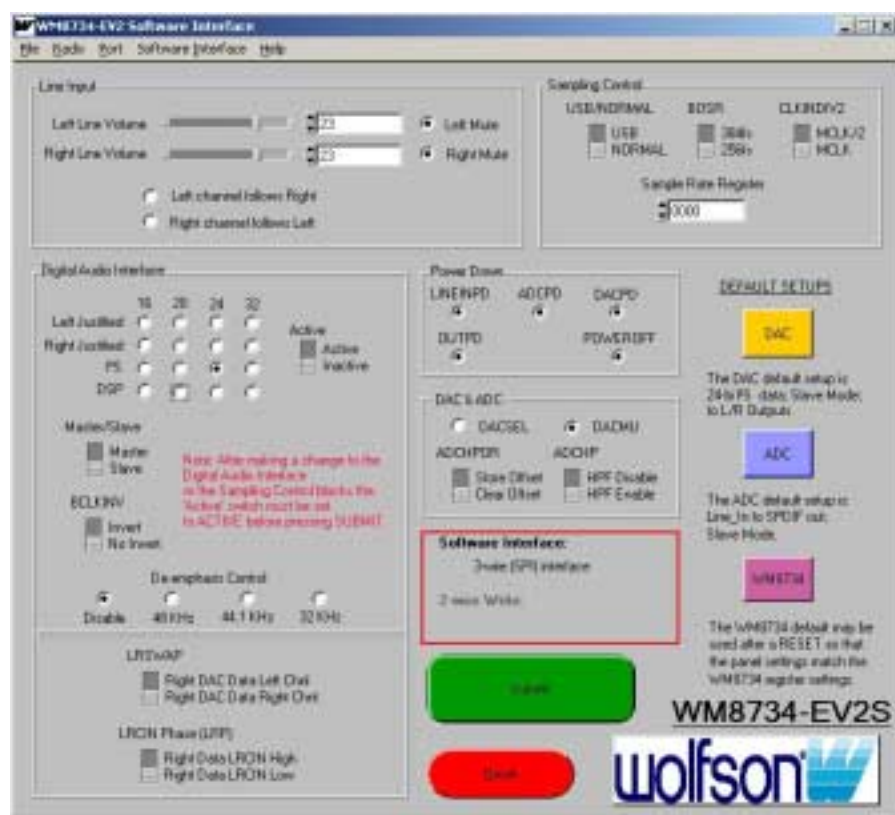 WM8734-EV2 Software Interface
File Radio Port Software Interface Help
Line Input
Left Line Volume 23 Left Mute
Right Line Volume 23 Right Mute
Left channel follows Right
Right channel follows Left
Sampling Control
USB/NORMAL BOSR CLKINDIV2
USB 384fs MCLK/2
NORMAL 256fs MCLK
Sample Rate Register
0000
Digital Audio Interface
16 20 24 32
Left Justified
Right Justified
I²S
DSP
Active
Active
Inactive
Master/Slave
Master
Slave
Note: After making a change to the
Digital Audio Interface
or the Sampling Control blocks, the
'Active' switch must be set
to ACTIVE before pressing SUBMIT
BCLKINV
Invert
No Invert
De-emphasis Control
Disable 48 KHz 44.1 KHz 32 KHz
LRSWAP
Right DAC Data Left Chnl
Right DAC Data Right Chnl
LRCIN Phase (LRP)
Right Data LRCIN High
Right Data LRCIN Low
Power Down
LINEINPD ADCPD DACPD
OUTPD POWEROFF
DAC & ADC
DACSEL DACMU
ADCHPOR ADCHP
Store Offset HPF Disable
Clear Offset HPF Enable
Software Interface:
3-wire (SPI) interface
3-wire Write
Submit
DEFAULT SETUPS
DAC
The DAC default setup is:
24-bit I²S data; Slave Mode;
to L/R Outputs
ADC
The ADC default setup is:
Line_In to SPDIF out;
Slave Mode.
WM8734
The WM8734 default may be
used after a RESET so that
the panel settings match the
WM8734 register settings.
WM8734-EV2S
wolfson